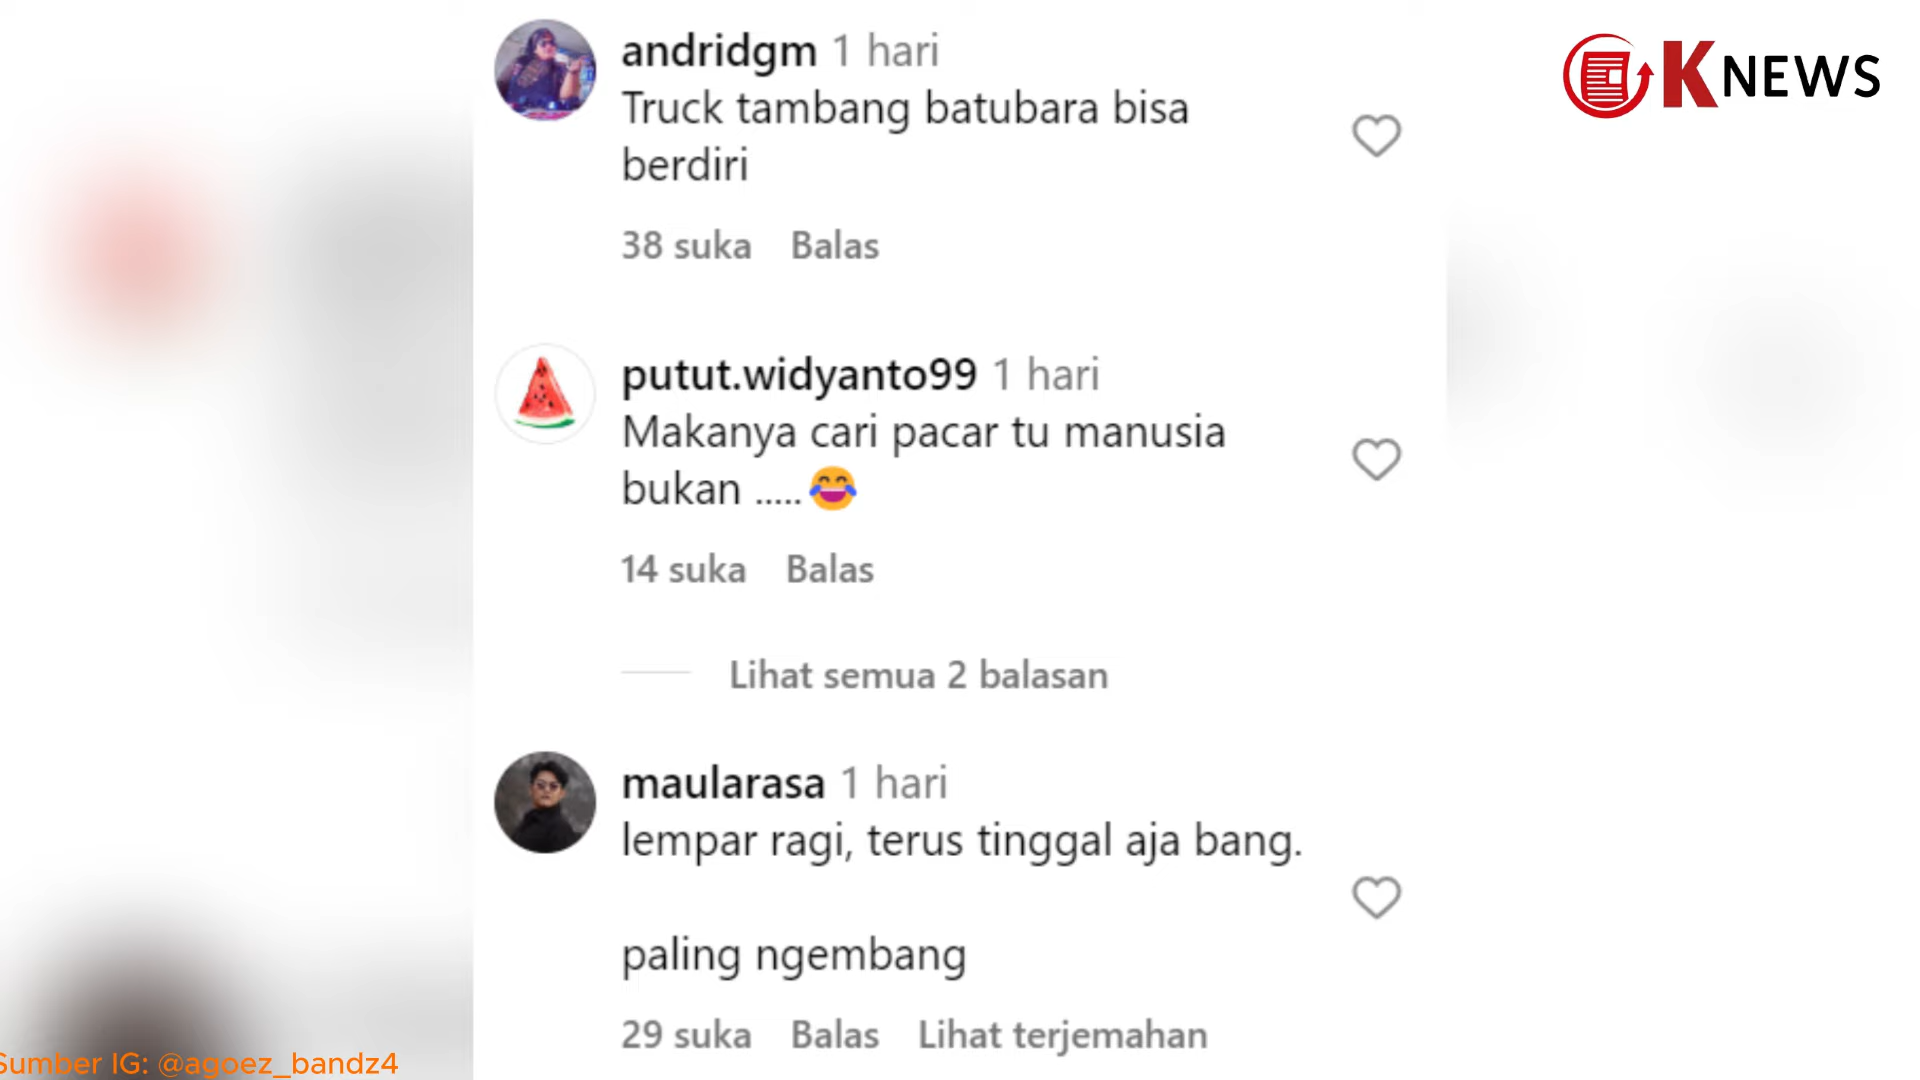 KNEWS
andridgm 1 hari
Truck tambang batubara bisa
berdiri
38 suka Balas
putut.widyanto99 1 hari
Makanya cari pacar tu manusia
bukan .....😂
14 suka Balas
Lihat semua 2 balasan
maularasa 1 hari
lempar ragi, terus tinggal aja bang.
paling ngembang
29 suka Balas Lihat terjemahan
Sumber IG: @agoez_bandz4